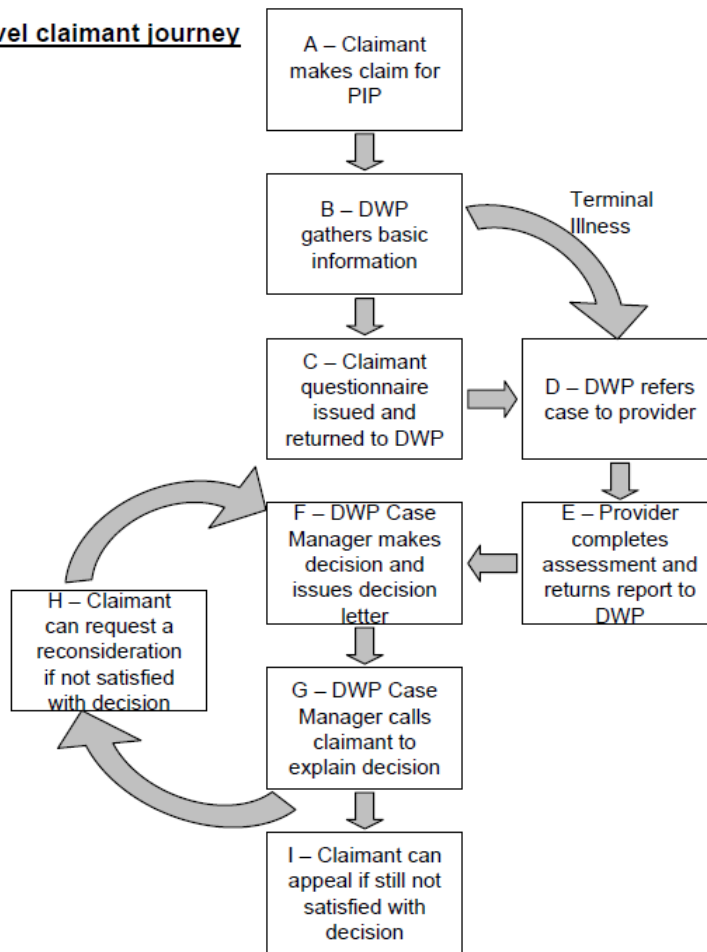 vel claimant journey
A – Claimant
makes claim for
PIP
B – DWP
gathers basic
information
Terminal
Illness
C – Claimant
questionnaire
issued and
returned to DWP
D – DWP refers
case to provider
E – Provider
completes
assessment and
returns report to
DWP
F – DWP Case
Manager makes
decision and
issues decision
letter
H – Claimant
can request a
reconsideration
if not satisfied
with decision
G – DWP Case
Manager calls
claimant to
explain decision
I – Claimant can
appeal if still not
satisfied with
decision